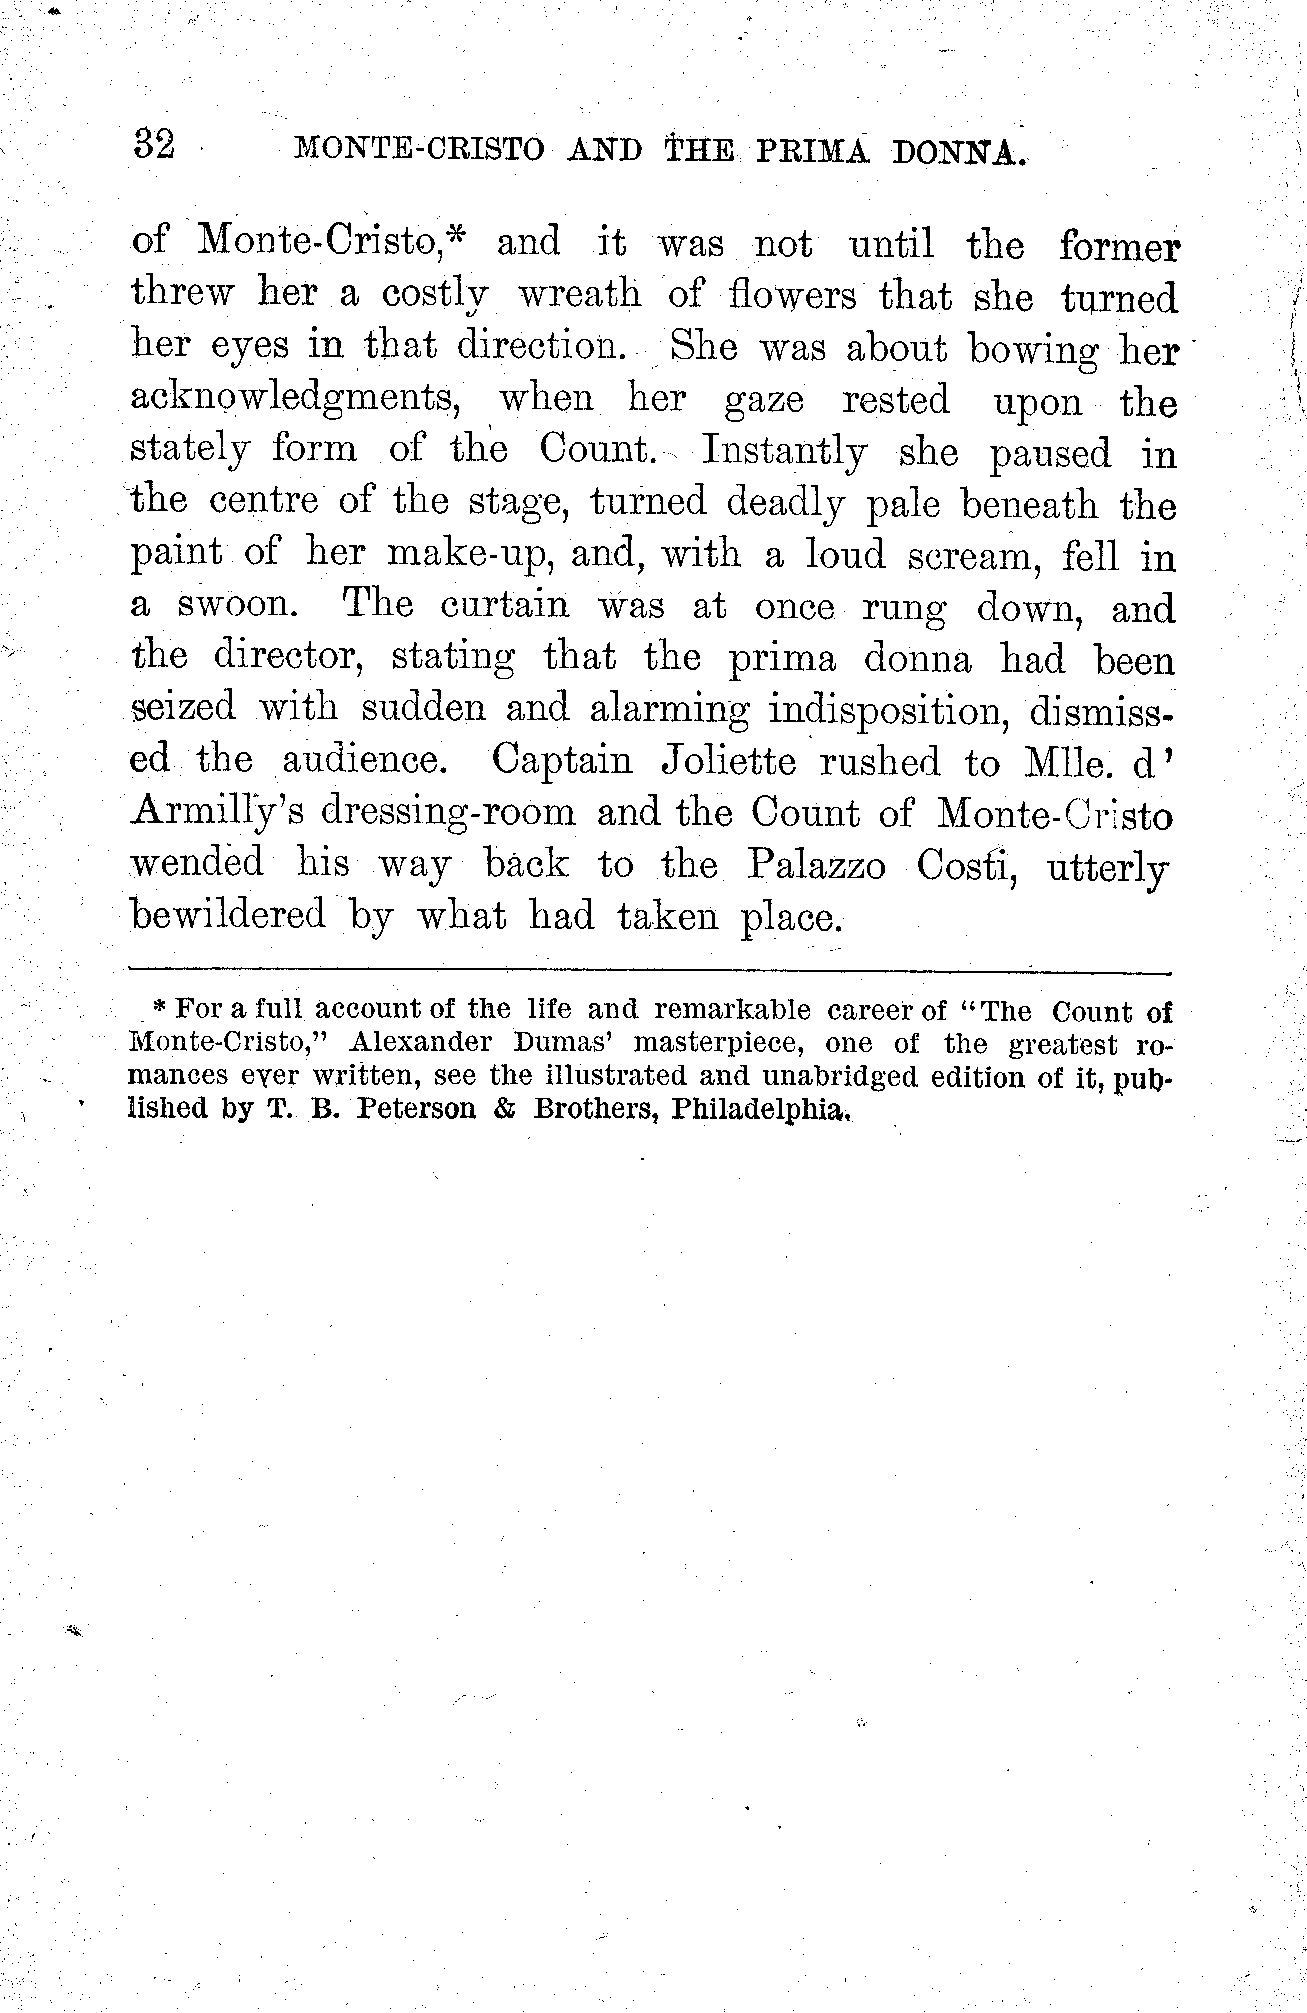 32 MONTE-CRISTO AND THE PRIMA DONNA.
of Monte-Cristo,* and it was not until the former
threw her a costly wreath of flowers that she turned
her eyes in that direction. She was about bowing her
acknowledgments, when her gaze rested upon the
stately form of the Count. Instantly she paused in
the centre of the stage, turned deadly pale beneath the
paint of her make-up, and, with a loud scream, fell in
a swoon. The curtain was at once rung down, and
the director, stating that the prima donna had been
seized with sudden and alarming indisposition, dismiss-
ed the audience. Captain Joliette rushed to Mlle. d'
Armilly's dressing-room and the Count of Monte-Cristo
wended his way back to the Palazzo Costi, utterly
bewildered by what had taken place.
* For a full account of the life and remarkable career of "The Count of
Monte-Cristo," Alexander Dumas' masterpiece, one of the greatest ro-
mances ever written, see the illustrated and unabridged edition of it, pub-
lished by T. B. Peterson & Brothers, Philadelphia.